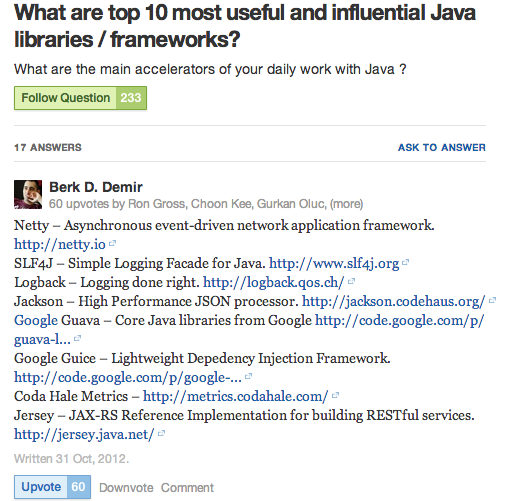 What are top 10 most useful and influential Java
libraries / frameworks?
What are the main accelerators of your daily work with Java ?
Follow Question 233
17 ANSWERS ASK TO ANSWER
Berk D. Demir
60 upvotes by Ron Gross, Choon Kee, Gurkan Oluc, (more)
Netty – Asynchronous event-driven network application framework.
http://netty.io
SLF4J – Simple Logging Facade for Java. http://www.slf4j.org
Logback – Logging done right. http://logback.qos.ch/
Jackson – High Performance JSON processor. http://jackson.codehaus.org/
Google Guava – Core Java libraries from Google http://code.google.com/p/
guava-l...
Google Guice – Lightweight Depedency Injection Framework.
http://code.google.com/p/google-...
Coda Hale Metrics – http://metrics.codahale.com/
Jersey – JAX-RS Reference Implementation for building RESTful services.
http://jersey.java.net/
Written 31 Oct, 2012.
Upvote 60 Downvote Comment